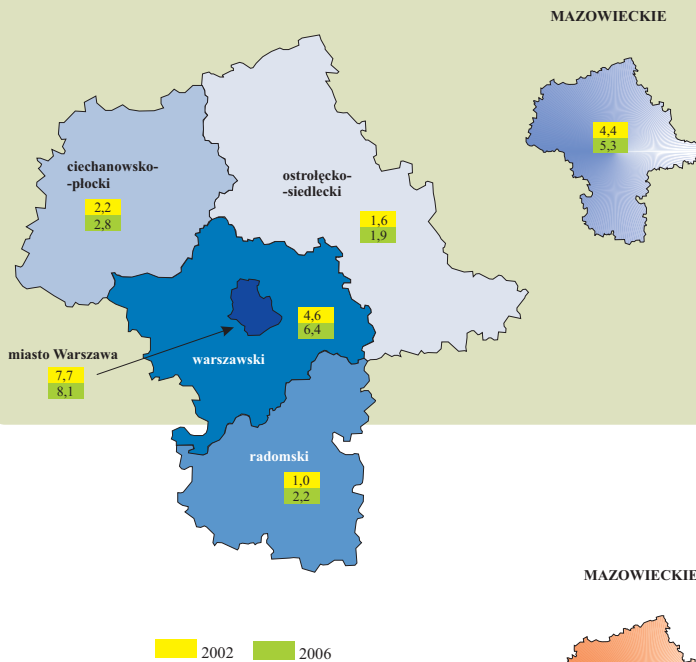 MAZOWIECKIE
4,4
5,3
ciechanowsko-
-płocki
2,2
2,8
ostrołęcko-
-siedlecki
1,6
1,9
4,6
6,4
miasto Warszawa
7,7
8,1
warszawski
radomski
1,0
2,2
MAZOWIECKIE
2002 2006